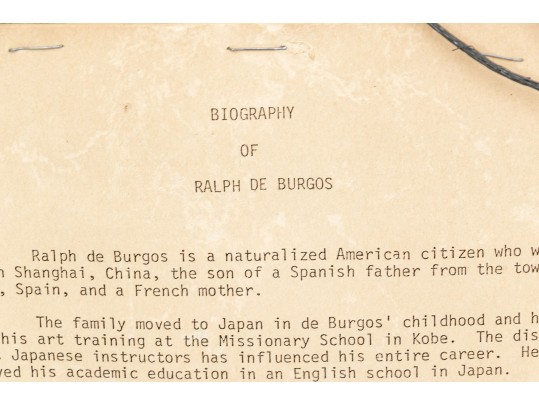 BIOGRAPHY
OF
RALPH DE BURGOS
Ralph de Burgos is a naturalized American citizen who
Shanghai, China, the son of a Spanish father from the
, Spain, and a French mother.
The family moved to Japan in de Burgos' childhood and
his art training at the Missionary School in Kobe. The
Japanese instructors has influenced his entire career. He
his academic education in an English school in Japan.